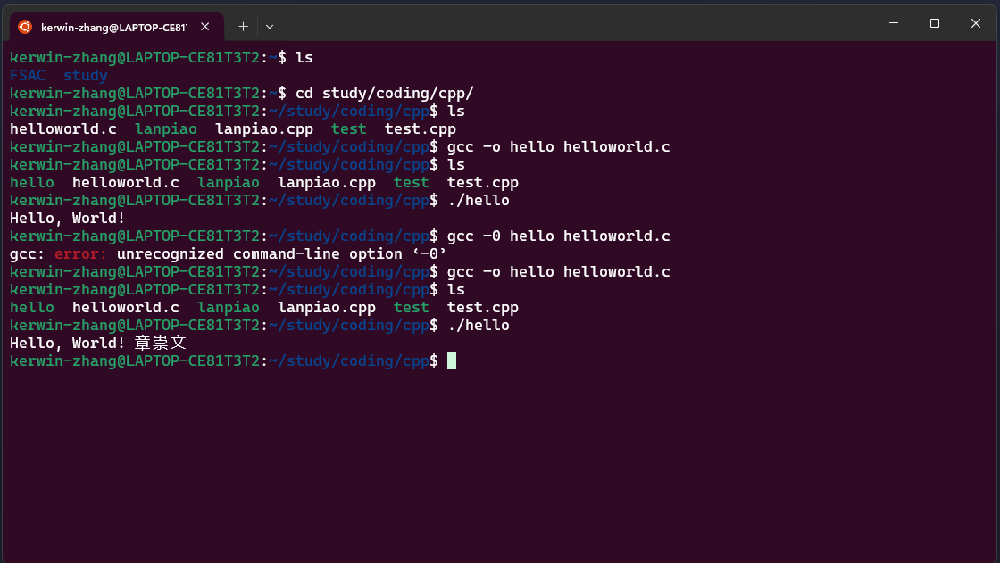 kerwin-zhang@LAPTOP-CE81
kerwin-zhang@LAPTOP-CE81T3T2:~$ ls
FSAC  study
kerwin-zhang@LAPTOP-CE81T3T2:~$ cd study/coding/cpp/
kerwin-zhang@LAPTOP-CE81T3T2:~/study/coding/cpp$ ls
helloworld.c  lanpiao  lanpiao.cpp  test  test.cpp
kerwin-zhang@LAPTOP-CE81T3T2:~/study/coding/cpp$ gcc -o hello helloworld.c
kerwin-zhang@LAPTOP-CE81T3T2:~/study/coding/cpp$ ls
hello  helloworld.c  lanpiao  lanpiao.cpp  test  test.cpp
kerwin-zhang@LAPTOP-CE81T3T2:~/study/coding/cpp$ ./hello
Hello, World!
kerwin-zhang@LAPTOP-CE81T3T2:~/study/coding/cpp$ gcc -0 hello helloworld.c
gcc: error: unrecognized command-line option ‘-0’
kerwin-zhang@LAPTOP-CE81T3T2:~/study/coding/cpp$ gcc -o hello helloworld.c
kerwin-zhang@LAPTOP-CE81T3T2:~/study/coding/cpp$ ls
hello  helloworld.c  lanpiao  lanpiao.cpp  test  test.cpp
kerwin-zhang@LAPTOP-CE81T3T2:~/study/coding/cpp$ ./hello
Hello, World! 章崇文
kerwin-zhang@LAPTOP-CE81T3T2:~/study/coding/cpp$